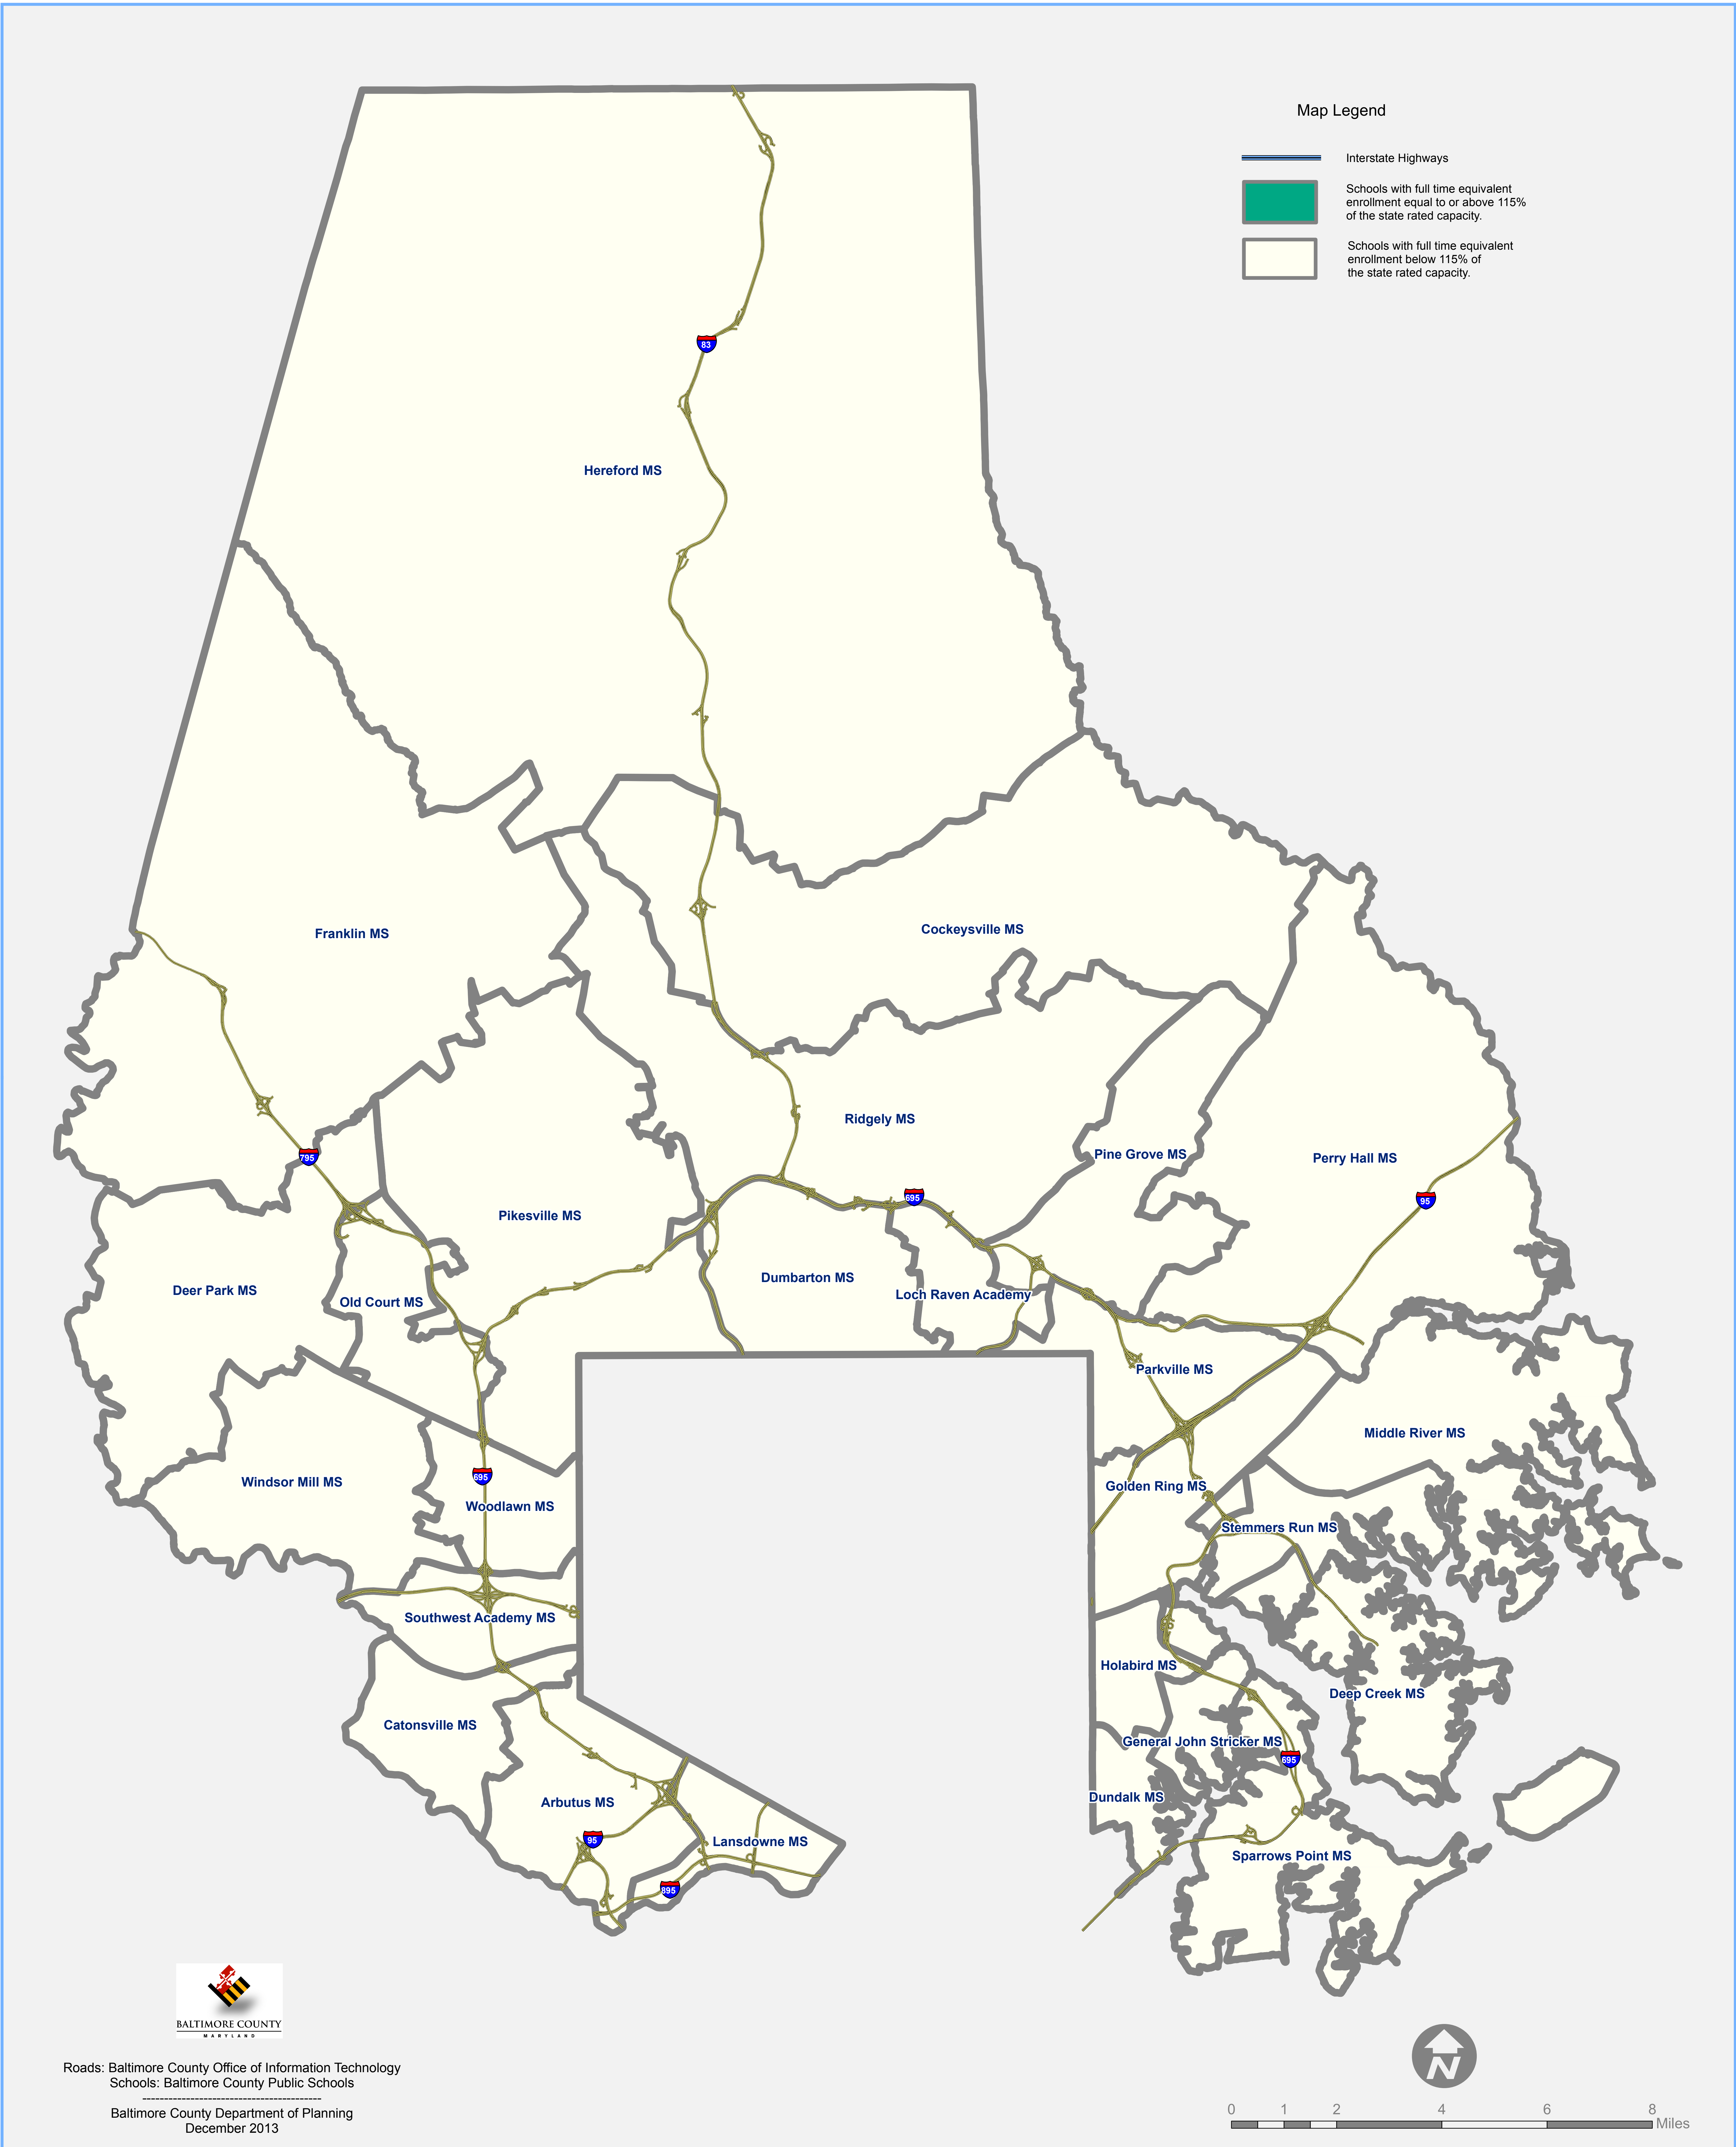 Map Legend
Interstate Highways
Schools with full time equivalent
enrollment equal to or above 115%
of the state rated capacity.
Schools with full time equivalent
enrollment below 115% of
the state rated capacity.
83
Hereford MS
Franklin MS
Cockeysville MS
Ridgely MS
Pine Grove MS
Perry Hall MS
795
695
95
Pikesville MS
Deer Park MS
Old Court MS
Dumbarton MS
Loch Raven Academy
Parkville MS
Middle River MS
Windsor Mill MS
695
Woodlawn MS
Golden Ring MS
Stemmers Run MS
Southwest Academy MS
Holabird MS
Deep Creek MS
Catonsville MS
General John Stricker MS
695
Arbutus MS
Dundalk MS
95
Lansdowne MS
Sparrows Point MS
895
BALTIMORE COUNTY
MARYLAND
Roads: Baltimore County Office of Information Technology
Schools: Baltimore County Public Schools
-----------------------------------------
Baltimore County Department of Planning
December 2013
N
0 1 2 4 6 8
Miles